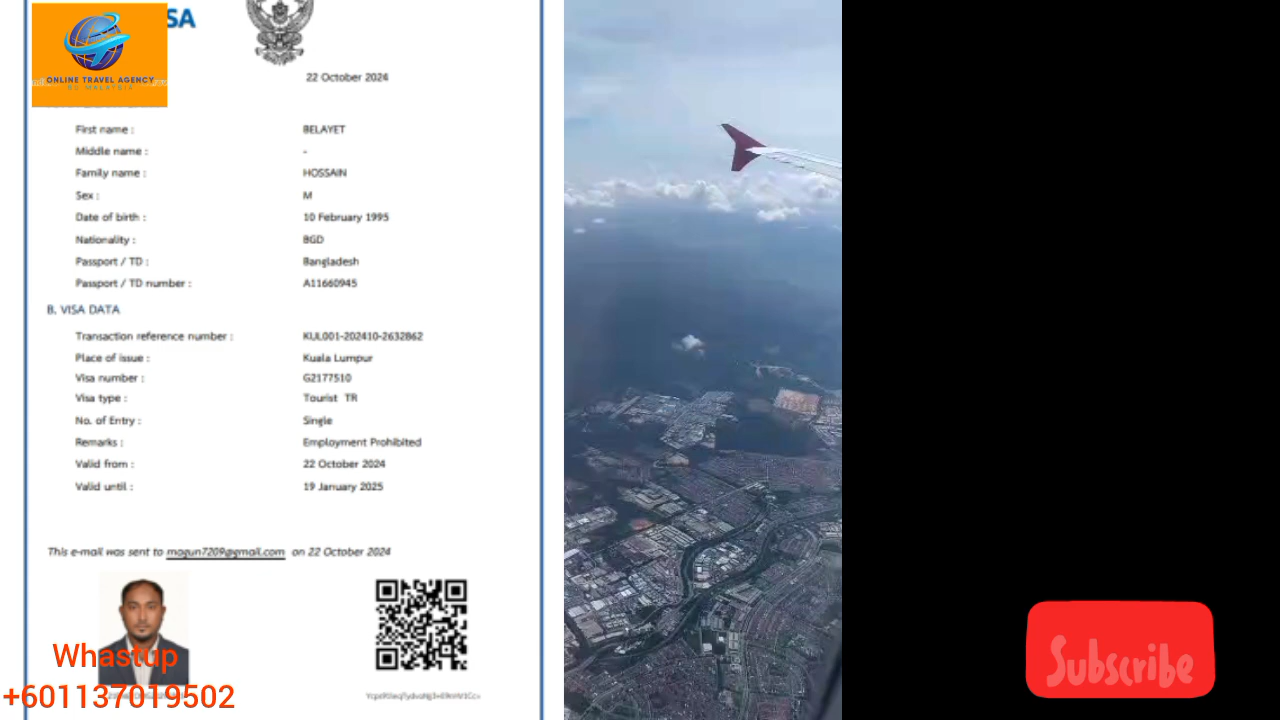 SA
ONLINE TRAVEL AGENCY
22 October 2024
First name : BELAYET
Middle name : -
Family name : HOSSAIN
Sex : M
Date of birth : 10 February 1995
Nationality : BGD
Passport / TD : Bangladesh
Passport / TD number : A11660945
B. VISA DATA
Transaction reference number : KUL001-202410-2632862
Place of issue : Kuala Lumpur
Visa number : G2177510
Visa type : Tourist TR
No. of Entry : Single
Remarks : Employment Prohibited
Valid from : 22 October 2024
Valid until : 19 January 2025
This e-mail was sent to magun7209@gmail.com on 22 October 2024
Whastup
+601137019502
Subscribe